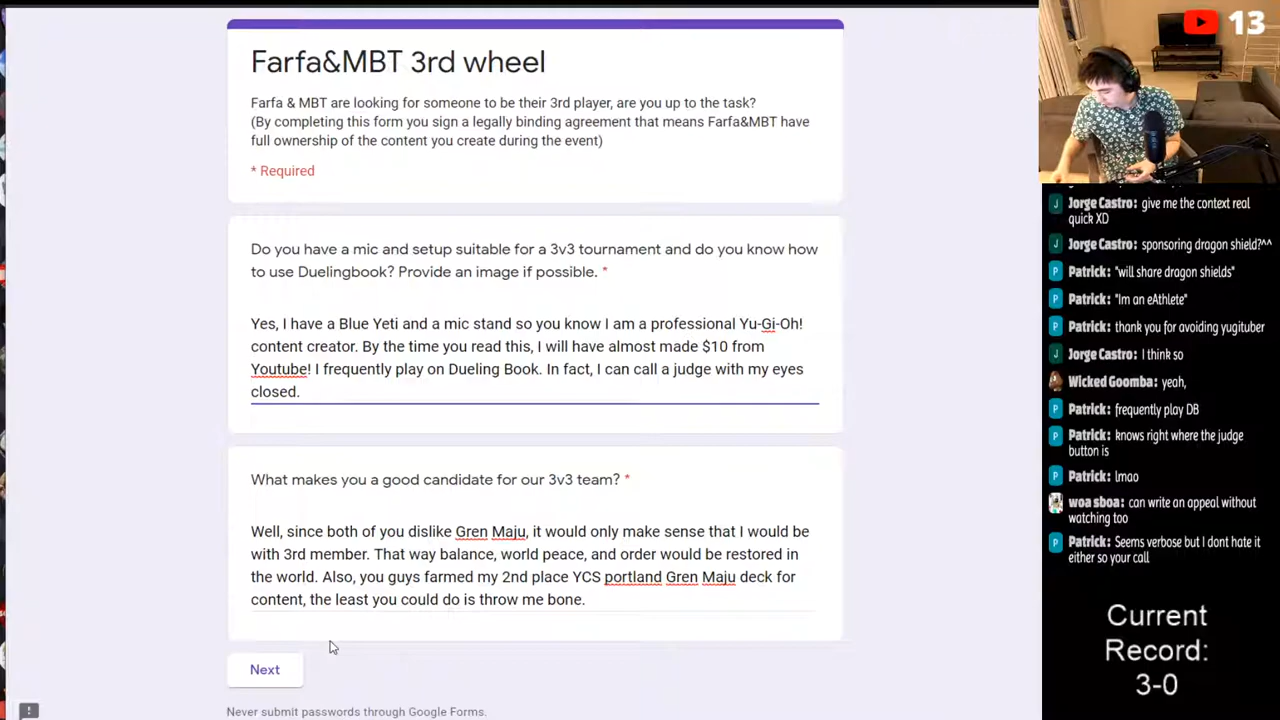 Farfa&MBT 3rd wheel
Farfa & MBT are looking for someone to be their 3rd player, are you up to the task?
(By completing this form you sign a legally binding agreement that means Farfa&MBT have
full ownership of the content you create during the event)
* Required
Do you have a mic and setup suitable for a 3v3 tournament and do you know how
to use Duelingbook? Provide an image if possible. *
Yes, I have a Blue Yeti and a mic stand so you know I am a professional Yu-Gi-Oh!
content creator. By the time you read this, I will have almost made $10 from
Youtube! I frequently play on Dueling Book. In fact, I can call a judge with my eyes
closed.
What makes you a good candidate for our 3v3 team? *
Well, since both of you dislike Gren Maju, it would only make sense that I would be
with 3rd member. That way balance, world peace, and order would be restored in
the world. Also, you guys farmed my 2nd place YCS portland Gren Maju deck for
content, the least you could do is throw me bone.
Next
Never submit passwords through Google Forms.
13
J Jorge Castro: give me the context real
quick XD
J Jorge Castro: sponsoring dragon shield?^^
P Patrick: "will share dragon shields"
P Patrick: "Im an eAthlete"
P Patrick: thank you for avoiding yugituber
J Jorge Castro: I think so
Wicked Goomba: yeah,
P Patrick: frequently play DB
P Patrick: knows right where the judge
button is
P Patrick: lmao
woa sboa: can write an appeal without
watching too
P Patrick: Seems verbose but I dont hate it
either so your call
Current
Record:
3-0